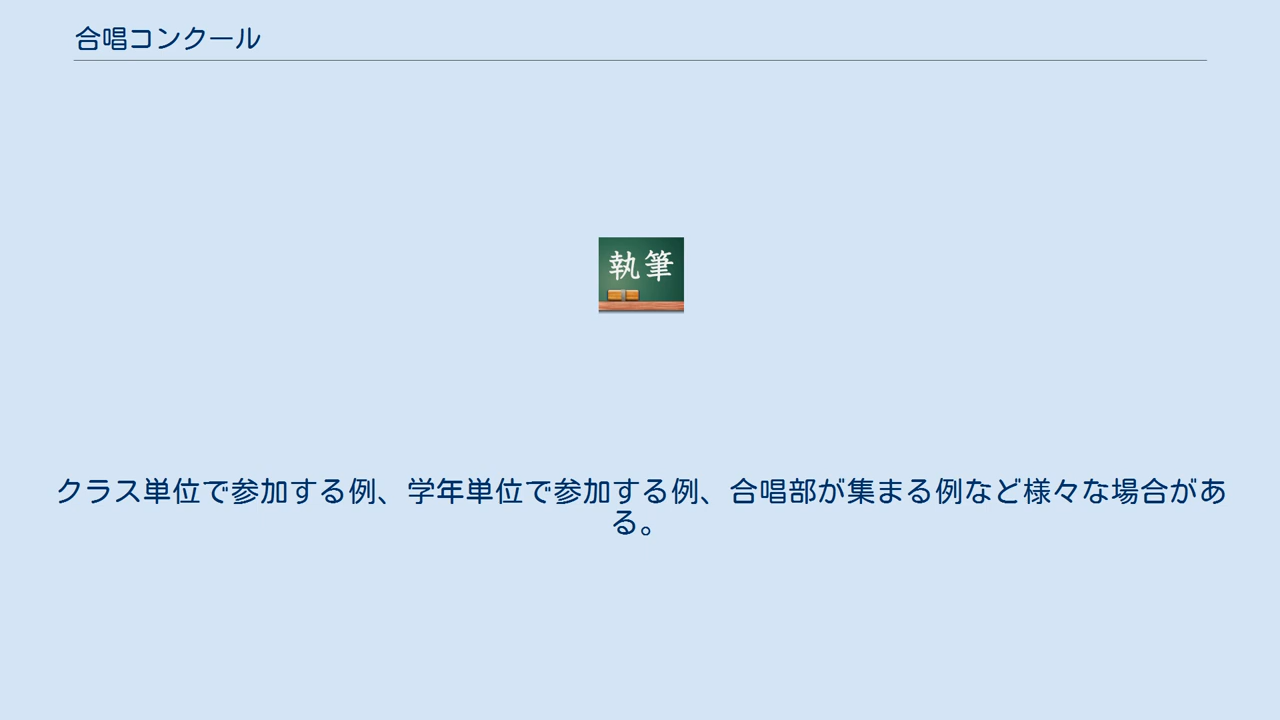 合唱コンクール
執筆
クラス単位で参加する例、学年単位で参加する例、合唱部が集まる例など様々な場合があ
る。